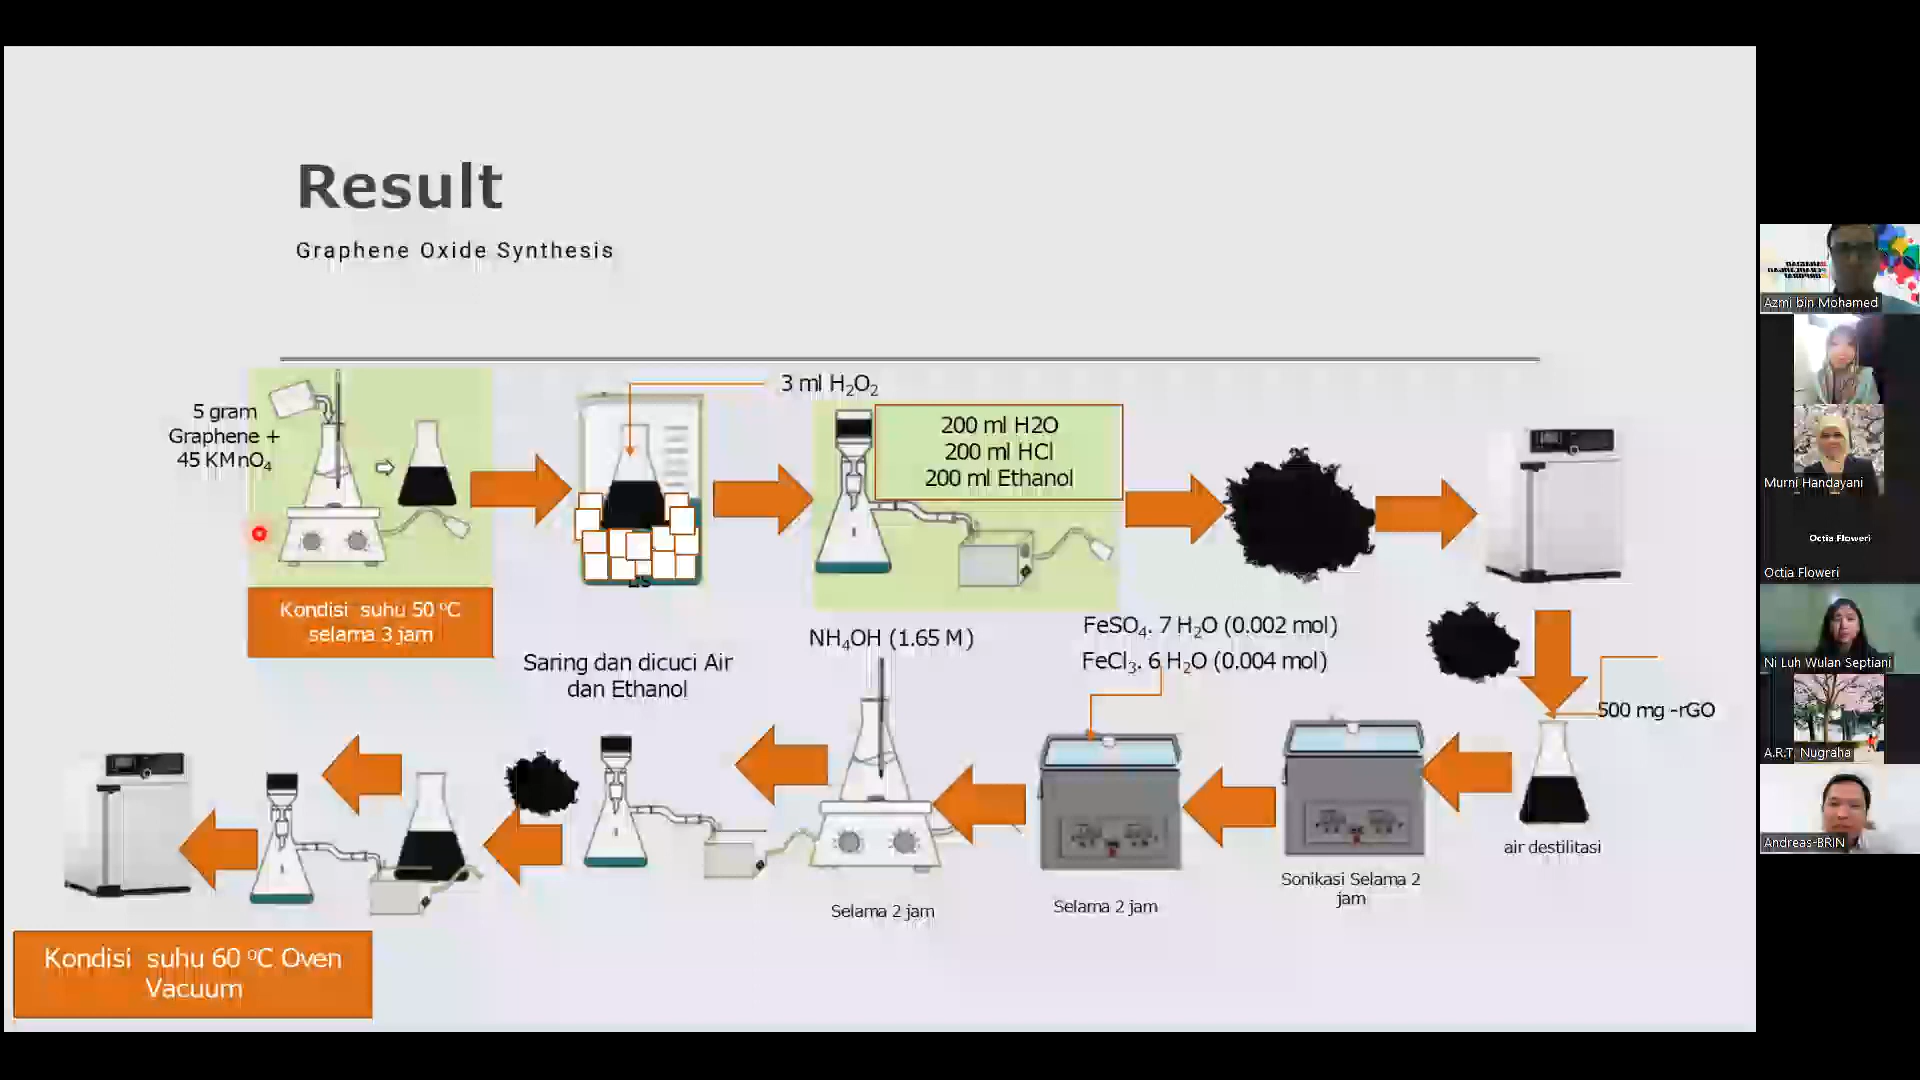 Result
Graphene Oxide Synthesis
5 gram
Graphene +
45 KMnO₄
Kondisi suhu 50 ºC
selama 3 jam
3 ml H₂O₂
200 ml H2O
200 ml HCl
200 ml Ethanol
500 mg -rGO
air destilitasi
Sonikasi Selama 2
jam
FeSO₄. 7 H₂O (0.002 mol)
FeCl₃. 6 H₂O (0.004 mol)
Selama 2 jam
NH₄OH (1.65 M )
Selama 2 jam
Saring dan dicuci Air
dan Ethanol
Kondisi suhu 60 ºC Oven
Vacuum
Azmi bin Mohamed
Murni Handayani
Octia Floweri
Octia Floweri
Ni Luh Wulan Septiani
A.R.T. Nugraha
Andreas-BRIN